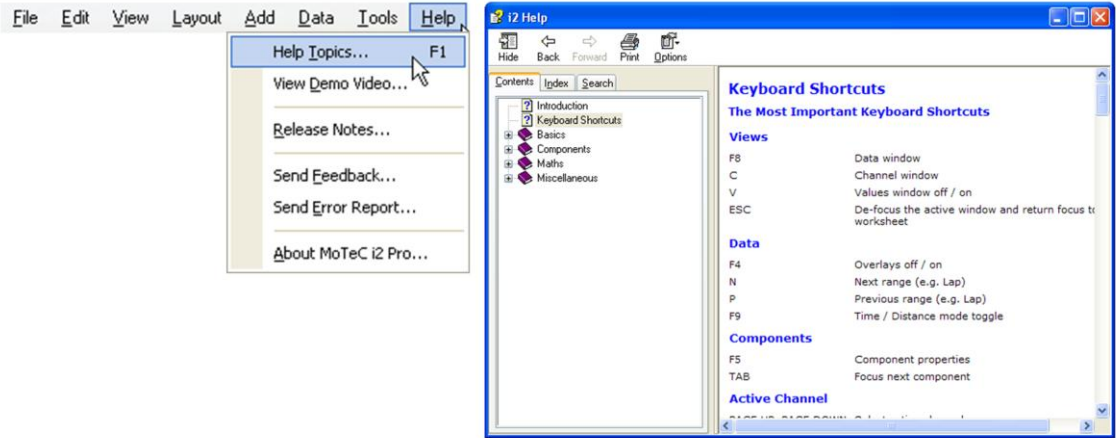 File Edit View Layout Add Data Tools Help
Help Topics... F1
View Demo Video...
Release Notes...
Send Feedback...
Send Error Report...
About MoTeC i2 Pro...
i2 Help
Hide Back Forward Print Options
Contents Index Search
Introduction
Keyboard Shortcuts
Basics
Components
Maths
Miscellaneous
Keyboard Shortcuts
The Most Important Keyboard Shortcuts
Views
F8 Data window
C Channel window
V Values window off / on
ESC De-focus the active window and return focus to
worksheet
Data
F4 Overlays off / on
N Next range (e.g. Lap)
P Previous range (e.g. Lap)
F9 Time / Distance mode toggle
Components
F5 Component properties
TAB Focus next component
Active Channel